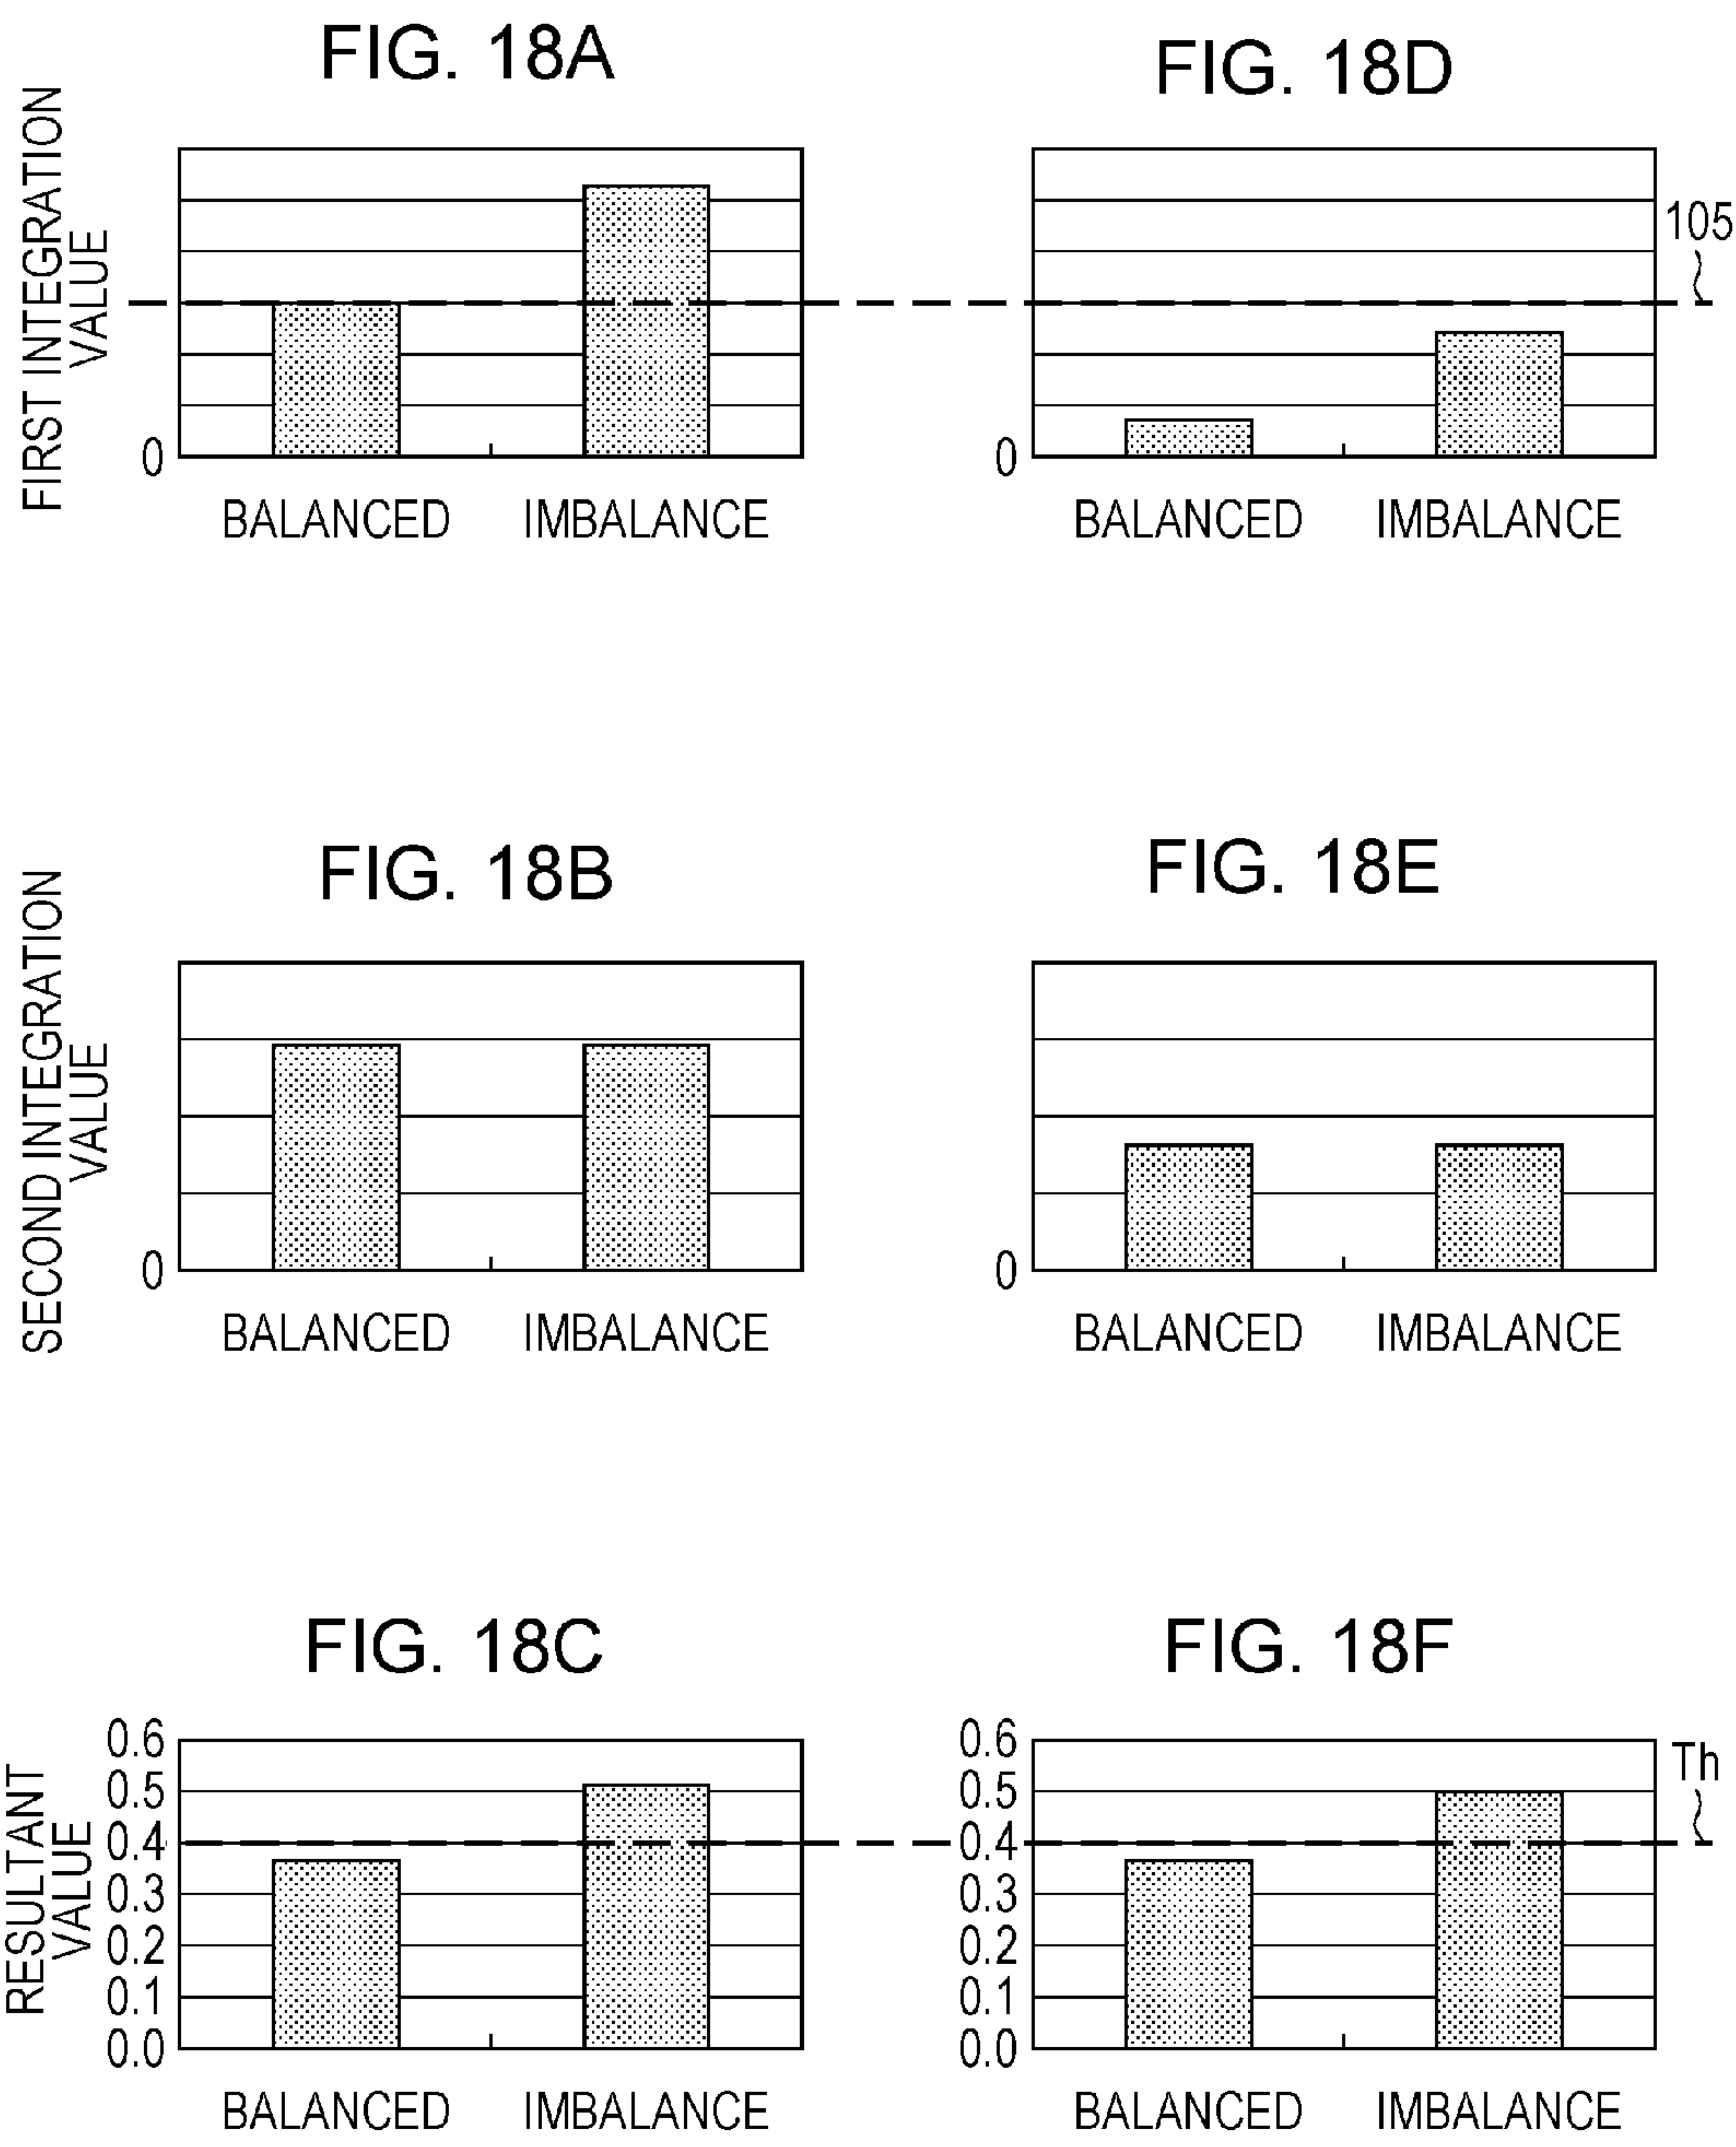 FIG. 18A
FIRST INTEGRATION
VALUE
0
BALANCED IMBALANCE
FIG. 18D
105
0
BALANCED IMBALANCE
FIG. 18B
SECOND INTEGRATION
VALUE
0
BALANCED IMBALANCE
FIG. 18E
0
BALANCED IMBALANCE
FIG. 18C
RESULTANT
VALUE
0.6
0.5
0.4
0.3
0.2
0.1
0.0
BALANCED IMBALANCE
FIG. 18F
Th
0.6
0.5
0.4
0.3
0.2
0.1
0.0
BALANCED IMBALANCE